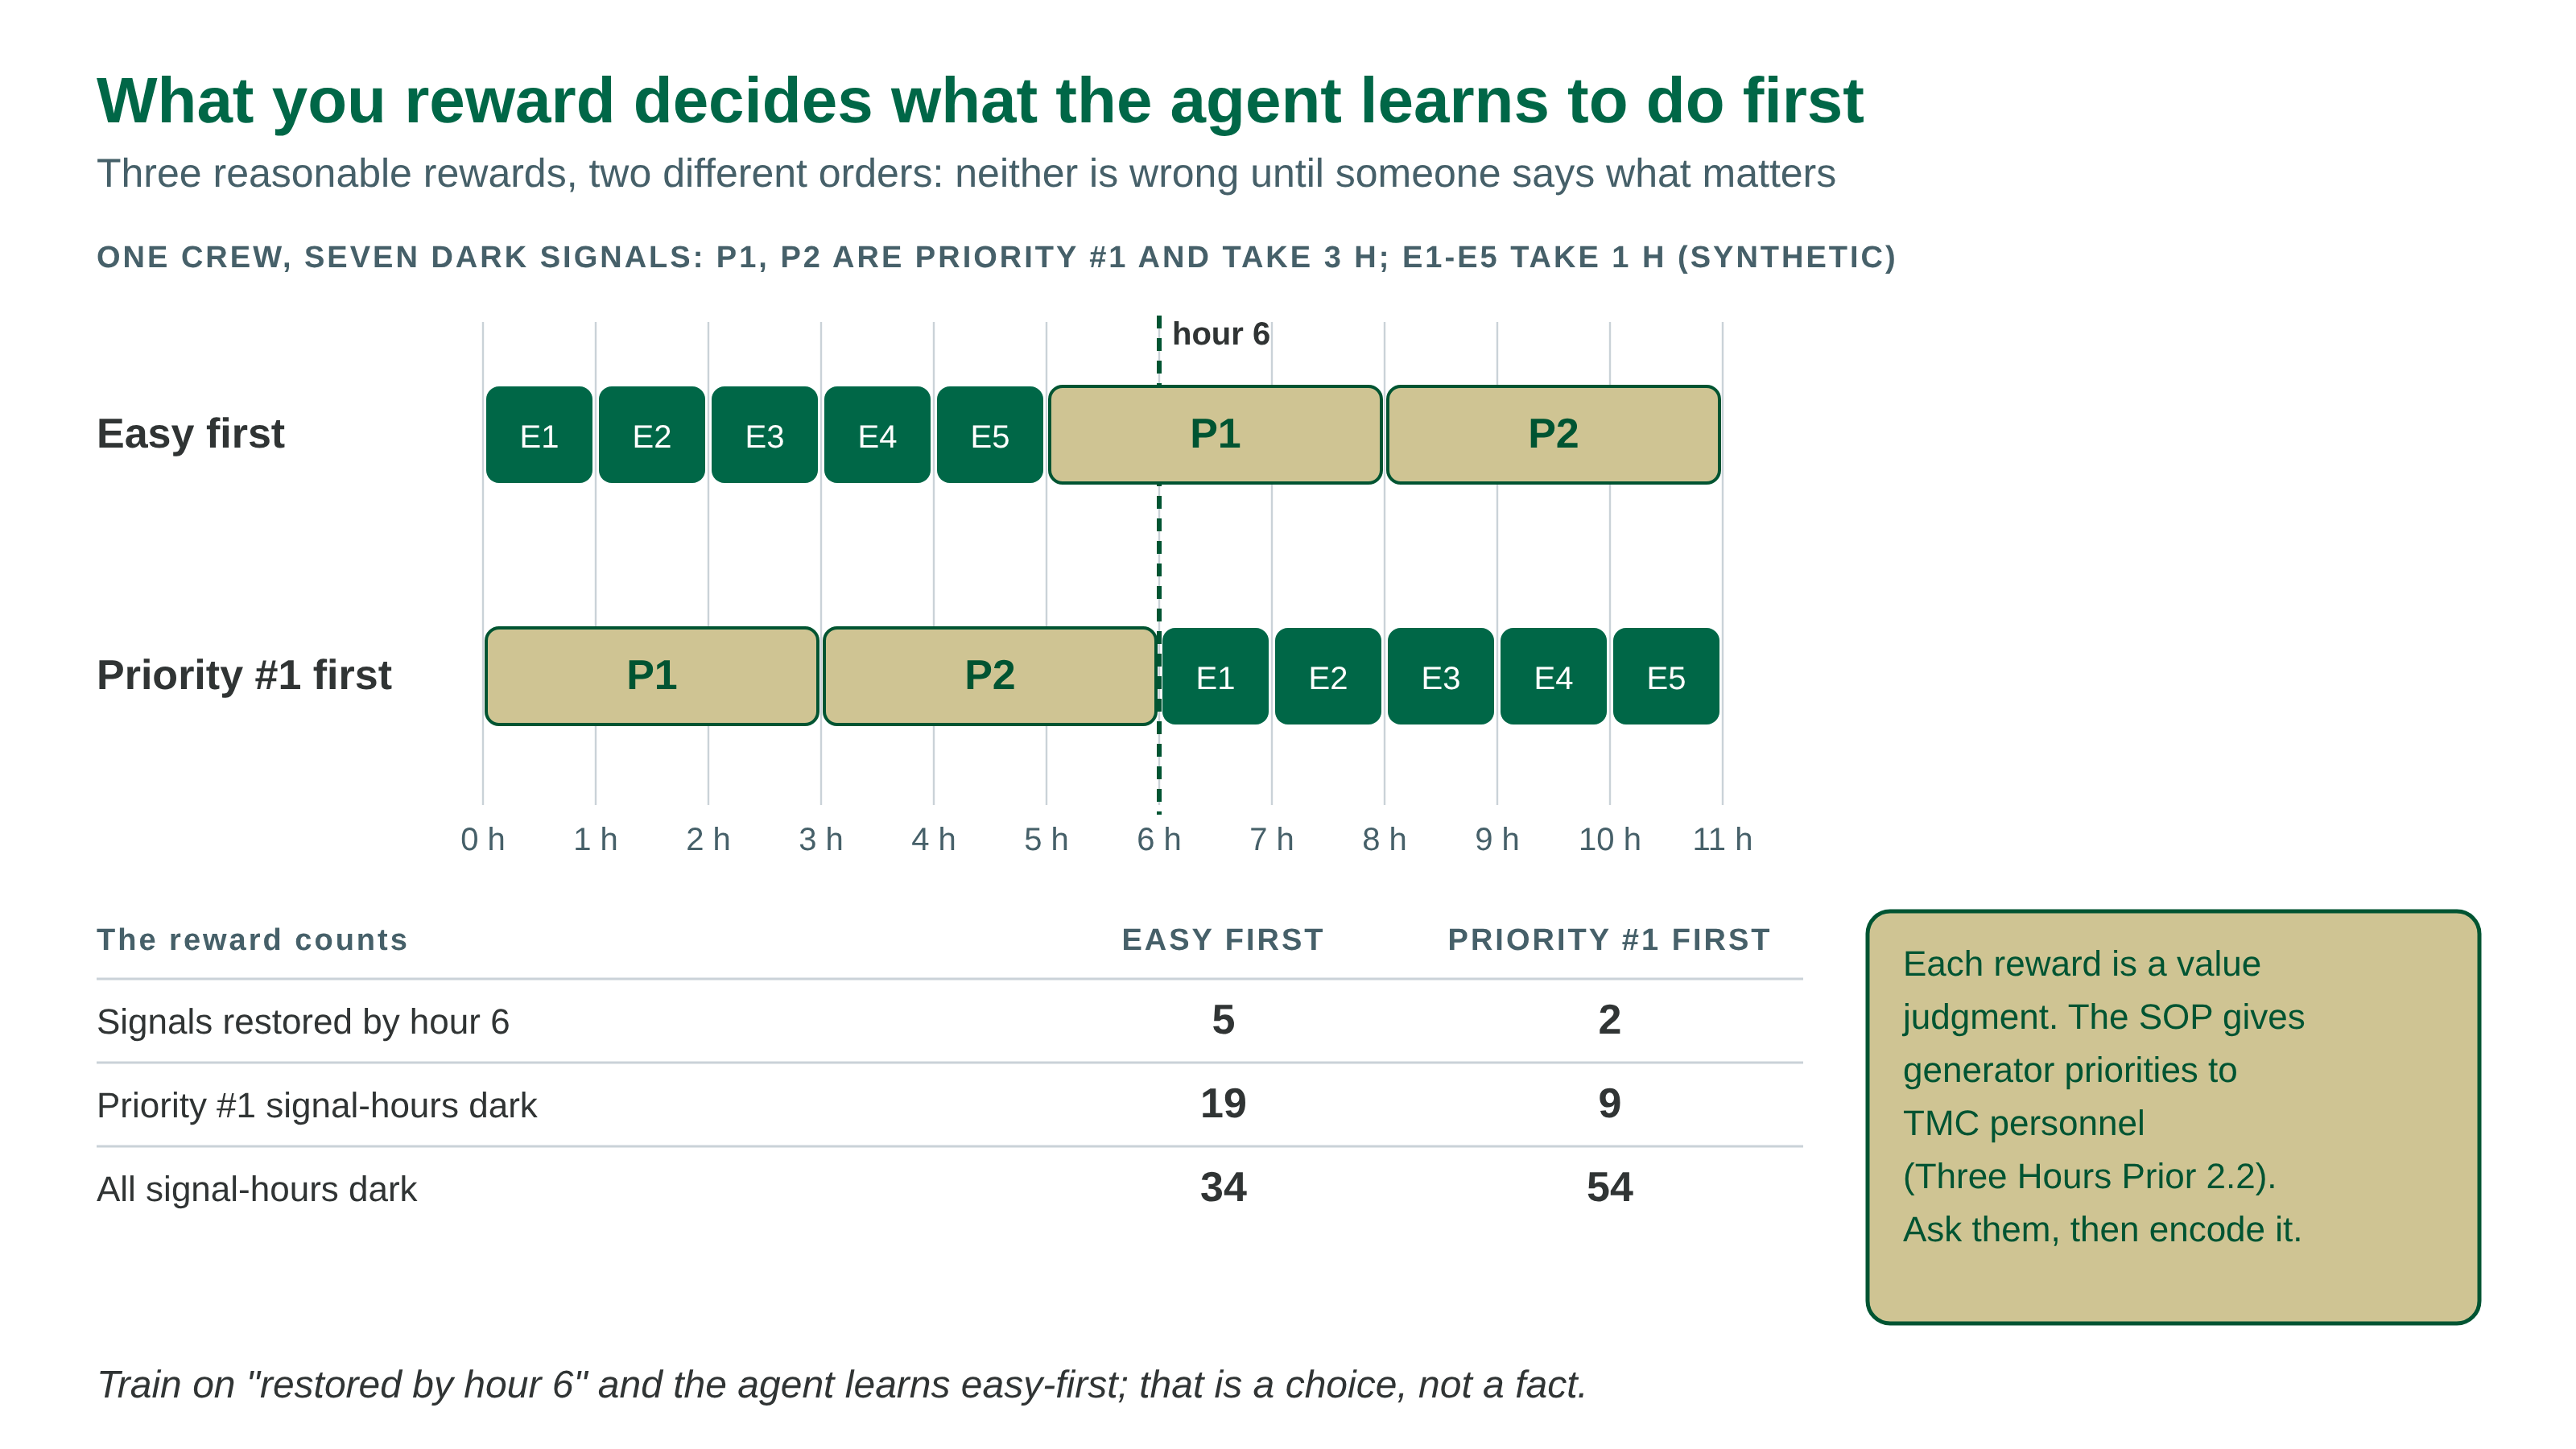 What you reward decides what the agent learns to do first
Three reasonable rewards, two different orders: neither is wrong until someone says what matters
ONE CREW, SEVEN DARK SIGNALS: P1, P2 ARE PRIORITY #1 AND TAKE 3 H; E1-E5 TAKE 1 H (SYNTHETIC)
hour 6
Easy first E1 E2 E3 E4 E5 P1 P2
Priority #1 first P1 P2 E1 E2 E3 E4 E5
0 h 1 h 2 h 3 h 4 h 5 h 6 h 7 h 8 h 9 h 10 h 11 h
The reward counts EASY FIRST PRIORITY #1 FIRST
Signals restored by hour 6 5 2
Priority #1 signal-hours dark 19 9
All signal-hours dark 34 54
Each reward is a value
judgment. The SOP gives
generator priorities to
TMC personnel
(Three Hours Prior 2.2).
Ask them, then encode it.
Train on "restored by hour 6" and the agent learns easy-first; that is a choice, not a fact.